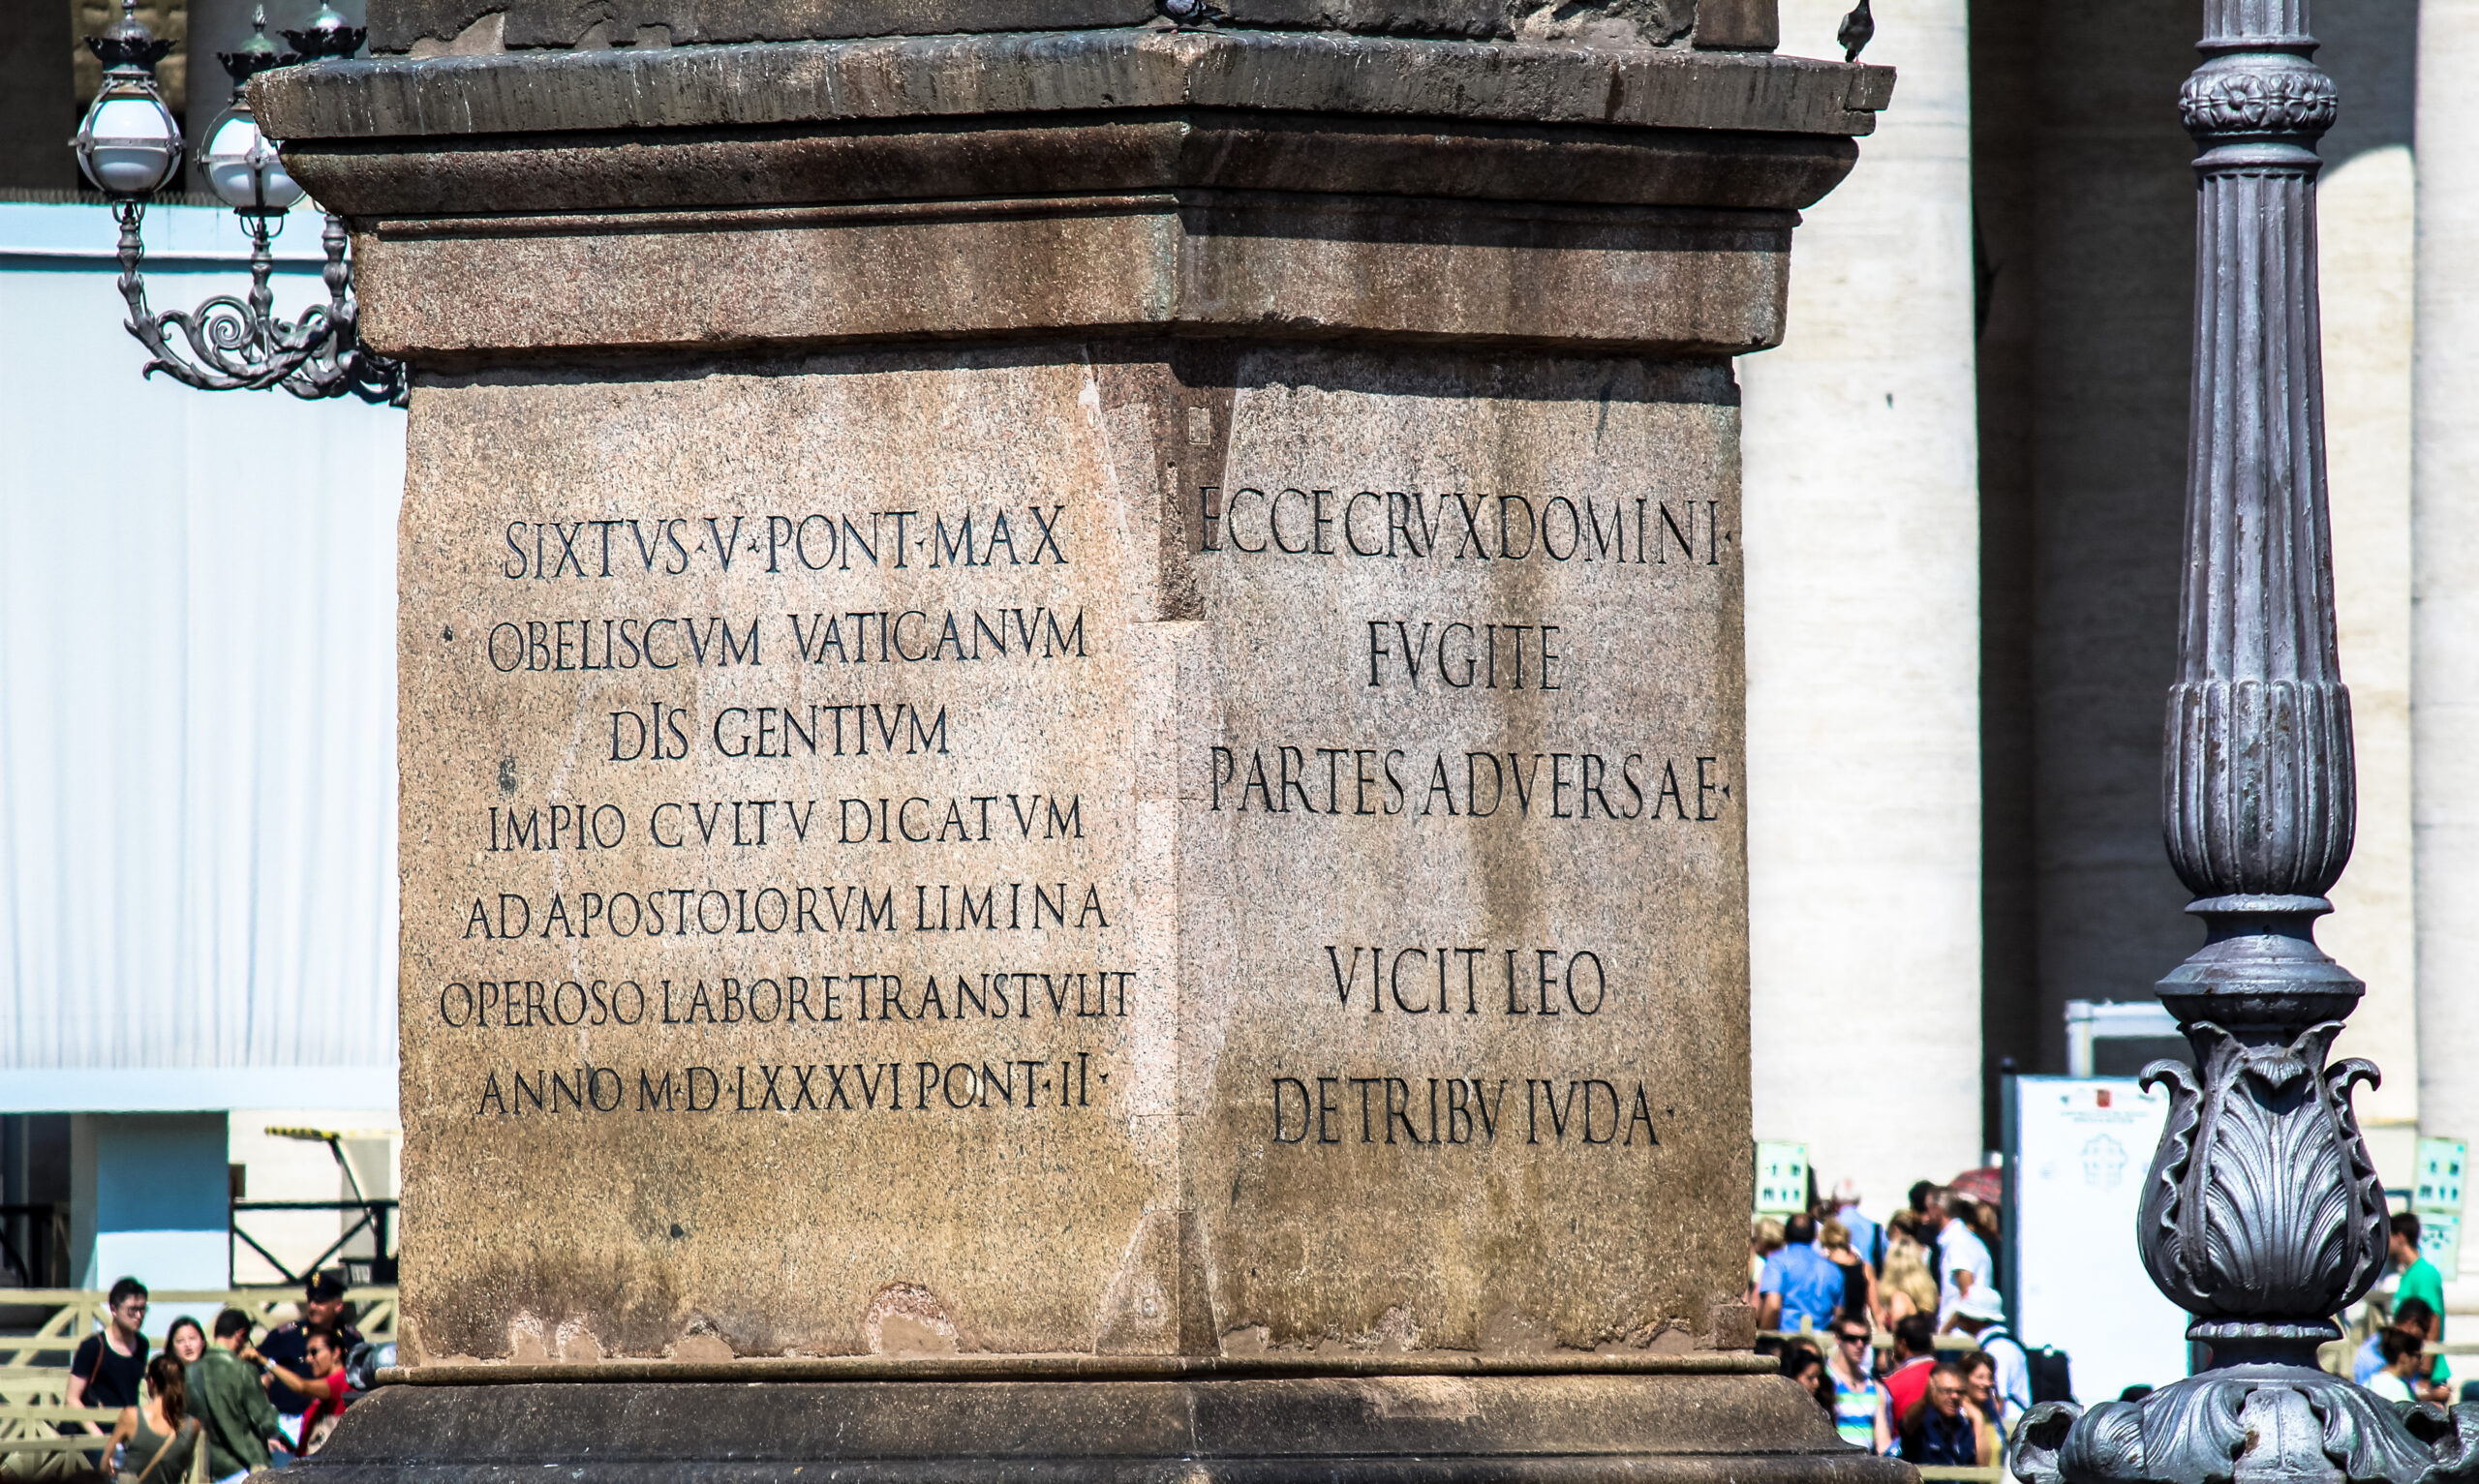 SIXTVS·V·PONT·MAX
OBELISCVM VATICANVM
DIS GENTIVM
IMPIO CVLTV DICATVM
AD APOSTOLORVM LIMINA
OPEROSO LABORE TRANSTVLIT
ANNO M·D·LXXXVI PONT·II·
ECCE CRVX DOMINI·
FVGITE
PARTES ADVERSAE·
VICIT LEO
DE TRIBV IVDA·